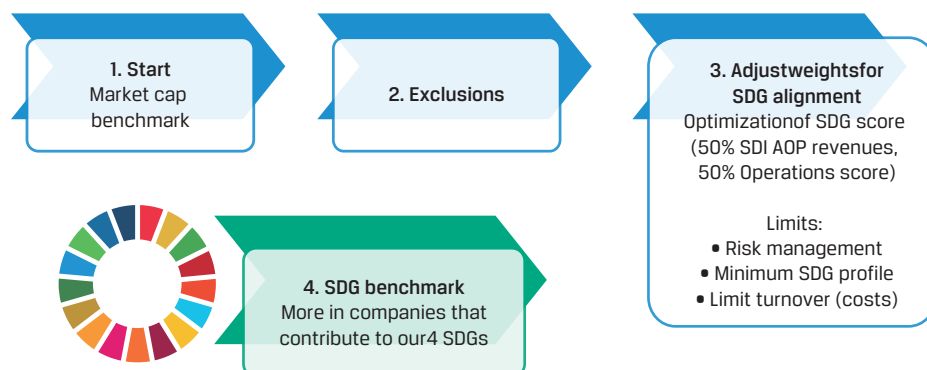 1. Start
Market cap
benchmark
2. Exclusions
3. Adjustweightsfor
SDG alignment
Optimizationof SDG score
(50% SDI AOP revenues,
50% Operations score)
Limits:
• Risk management
• Minimum SDG profile
• Limit turnover (costs)
4. SDG benchmark
More in companies that
contribute to our4 SDGs